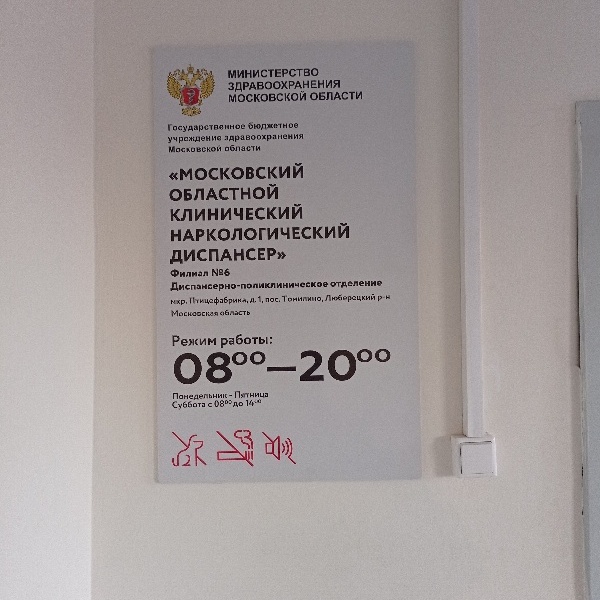 МИНИСТЕРСТВО
ЗДРАВООХРАНЕНИЯ
МОСКОВСКОЙ ОБЛАСТИ
Государственное бюджетное
учреждение здравоохранения
Московской области
«МОСКОВСКИЙ
ОБЛАСТНОЙ
КЛИНИЧЕСКИЙ
НАРКОЛОГИЧЕСКИЙ
ДИСПАНСЕР»
Филиал №6
Диспансерно-поликлиническое отделение
мкр. Птицефабрика, д. 1, пос. Томилино, Люберецкий р-н
Московская область
Режим работы:
08⁰⁰—20⁰⁰
Понедельник - Пятница
Суббота с 08⁰⁰ до 14⁰⁰